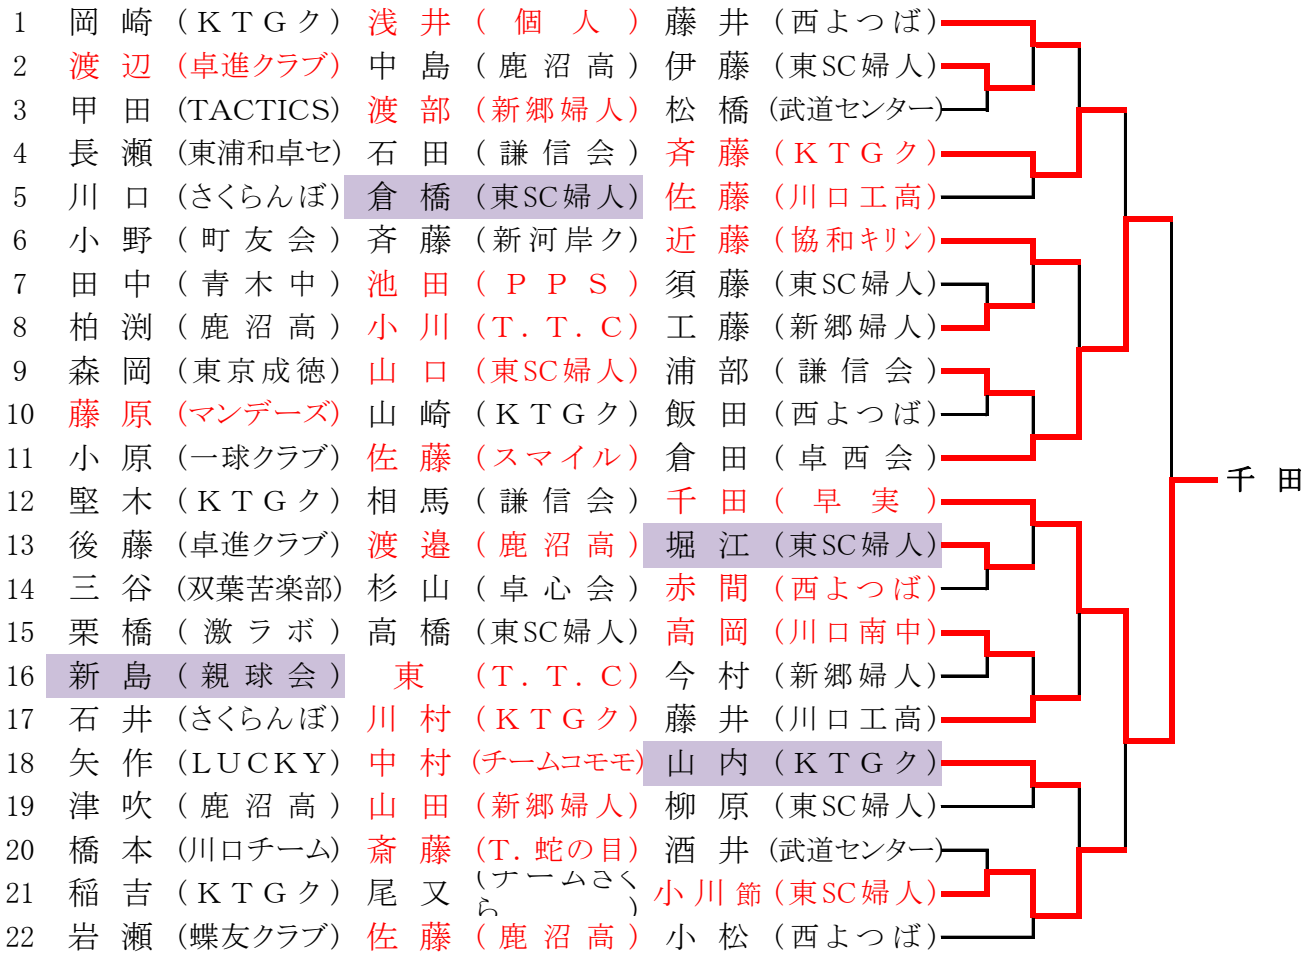 1 岡崎 (KTGク) 浅井 (個人) 藤井 (西よつば)
2 渡辺 (卓進クラブ) 中島 (鹿沼高) 伊藤 (東SC婦人)
3 甲田 (TACTICS) 渡部 (新郷婦人) 松橋 (武道センター)
4 長瀬 (東浦和卓セ) 石田 (謙信会) 斉藤 (KTGク)
5 川口 (さくらんぼ) 倉橋 (東SC婦人) 佐藤 (川口工高)
6 小野 (町友会) 斉藤 (新河岸ク) 近藤 (協和キリン)
7 田中 (青木中) 池田 (PPS) 須藤 (東SC婦人)
8 柏渕 (鹿沼高) 小川 (T.T.C) 工藤 (新郷婦人)
9 森岡 (東京成徳) 山口 (東SC婦人) 浦部 (謙信会)
10 藤原 (マンデーズ) 山崎 (KTGク) 飯田 (西よつば)
11 小原 (一球クラブ) 佐藤 (スマイル) 倉田 (卓西会)
12 堅木 (KTGク) 相馬 (謙信会) 千田 (早実)
千田
13 後藤 (卓進クラブ) 渡邉 (鹿沼高) 堀江 (東SC婦人)
14 三谷 (双葉苦楽部) 杉山 (卓心会) 赤間 (西よつば)
15 栗橋 (激ラボ) 高橋 (東SC婦人) 高岡 (川口南中)
16 新島 (親球会) 東 (T.T.C) 今村 (新郷婦人)
17 石井 (さくらんぼ) 川村 (KTGク) 藤井 (川口工高)
18 矢作 (LUCKY) 中村 (チームコモモ) 山内 (KTGク)
19 津吹 (鹿沼高) 山田 (新郷婦人) 柳原 (東SC婦人)
20 橋本 (川口チーム) 斎藤 (T.蛇の目) 酒井 (武道センター)
21 稲吉 (KTGク) 尾又 (チームさくら) 小川節 (東SC婦人)
22 岩瀬 (蝶友クラブ) 佐藤 (鹿沼高) 小松 (西よつば)